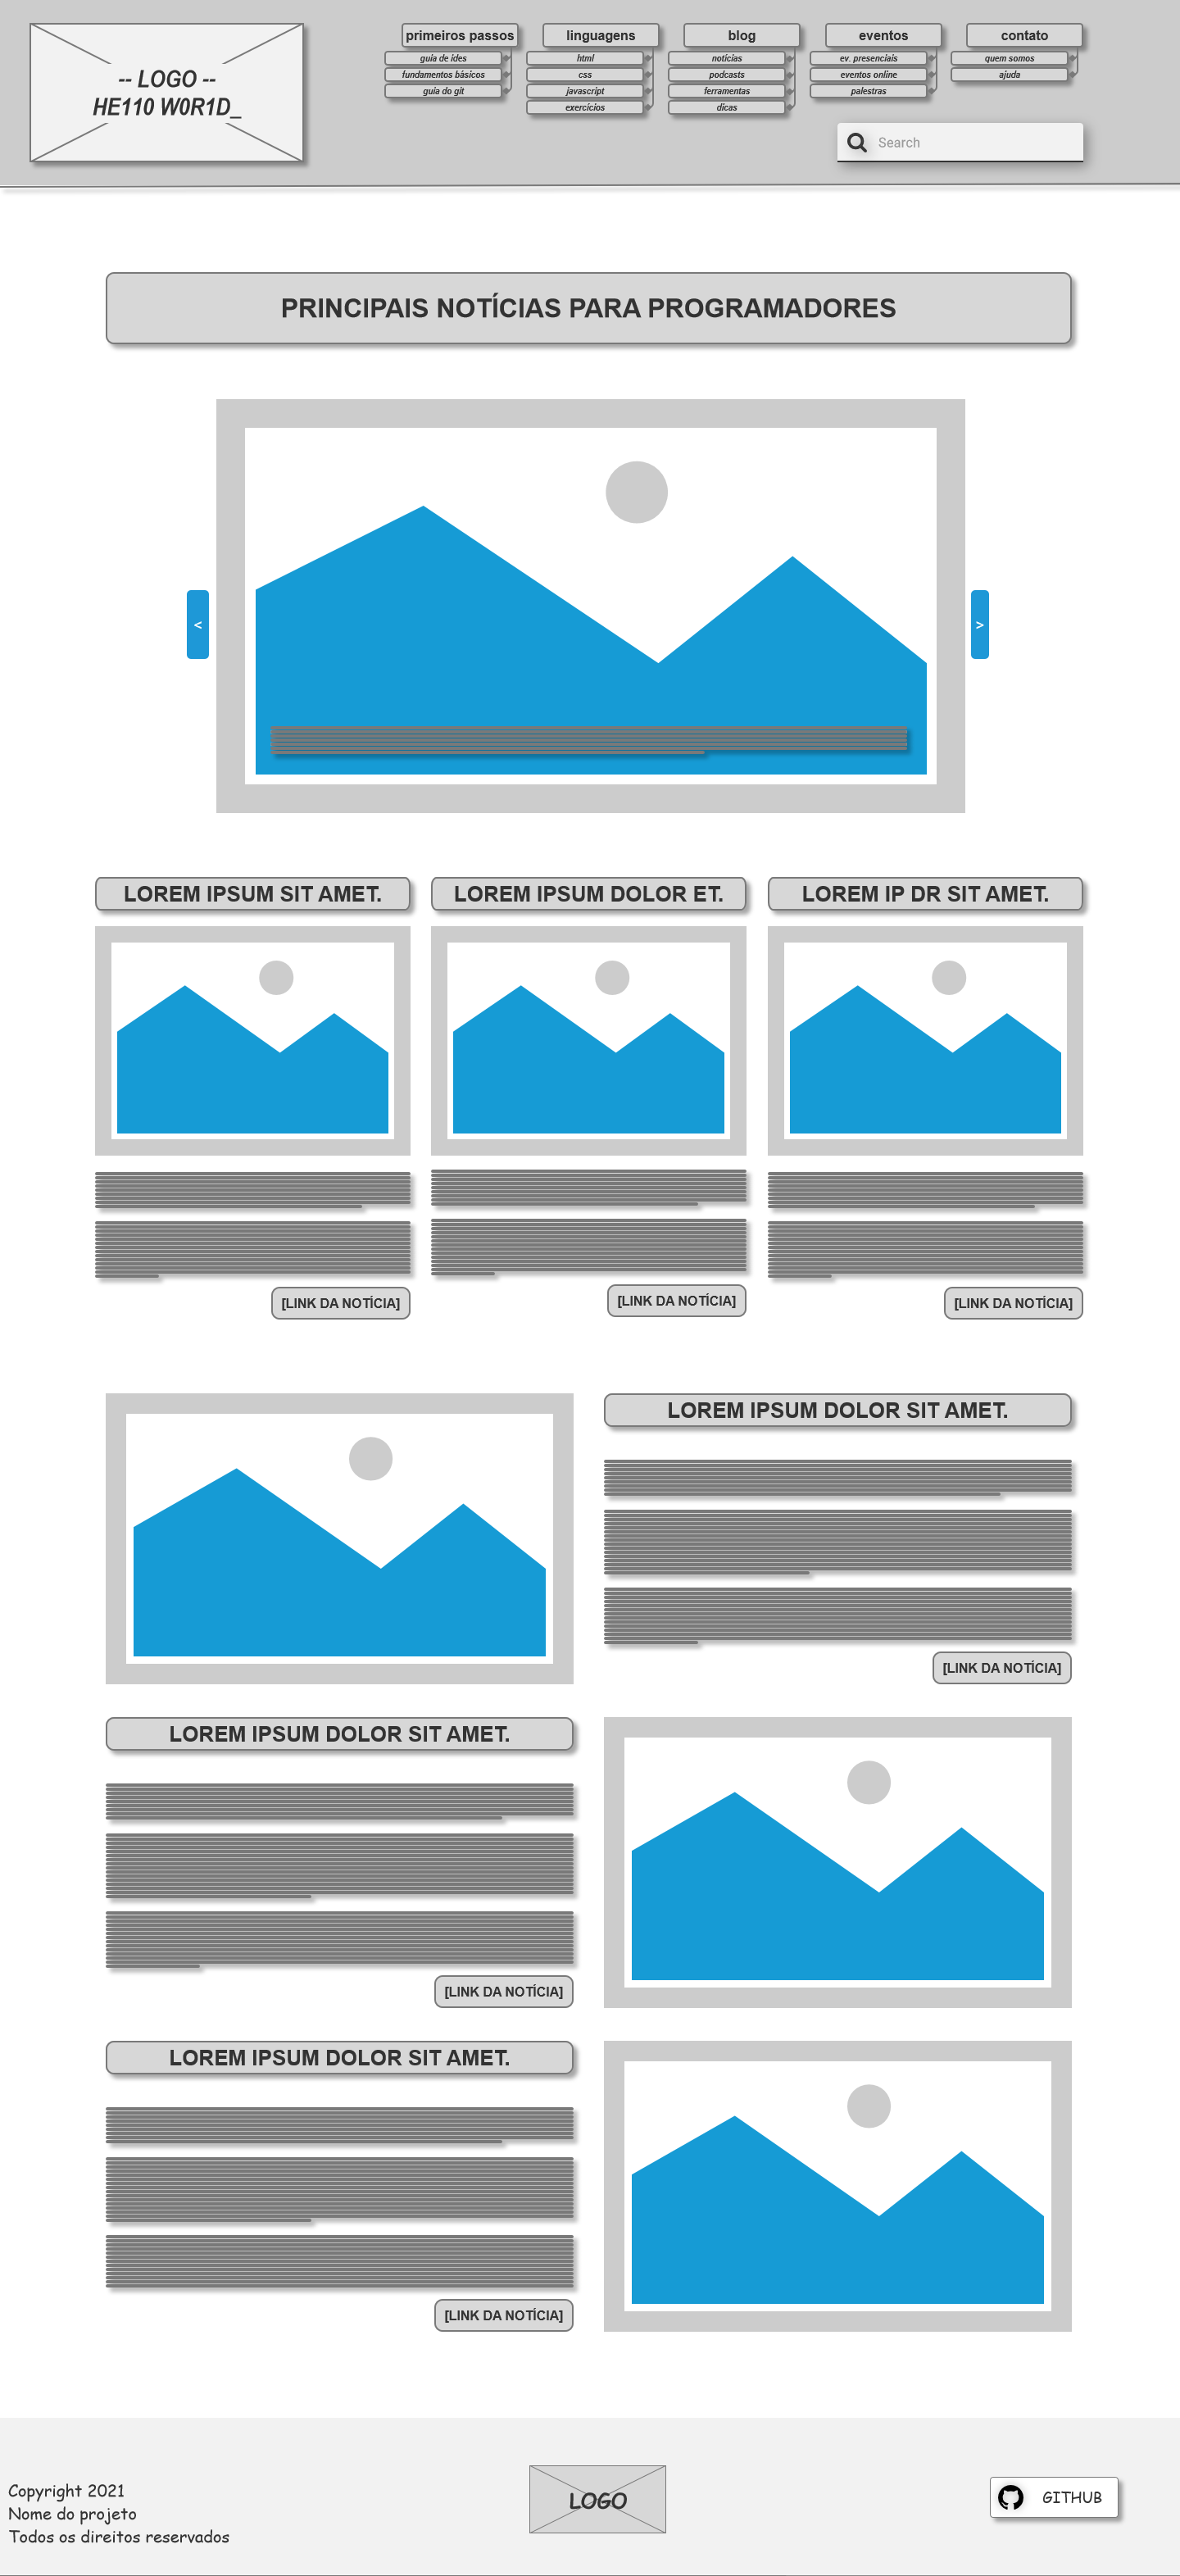 -- LOGO --
HE110 W0R1D_
primeiros passos
guia de ides
fundamentos básicos
guia do git
linguagens
html
css
javascript
exercícios
blog
notícias
podcasts
ferramentas
dicas
eventos
ev. presenciais
eventos online
palestras
contato
quem somos
ajuda
Search
PRINCIPAIS NOTÍCIAS PARA PROGRAMADORES
<
>
LOREM IPSUM SIT AMET.
LOREM IPSUM DOLOR ET.
LOREM IP DR SIT AMET.
[LINK DA NOTÍCIA]
[LINK DA NOTÍCIA]
[LINK DA NOTÍCIA]
LOREM IPSUM DOLOR SIT AMET.
[LINK DA NOTÍCIA]
LOREM IPSUM DOLOR SIT AMET.
[LINK DA NOTÍCIA]
LOREM IPSUM DOLOR SIT AMET.
[LINK DA NOTÍCIA]
Copyright 2021
Nome do projeto
Todos os direitos reservados
LOGO
GITHUB